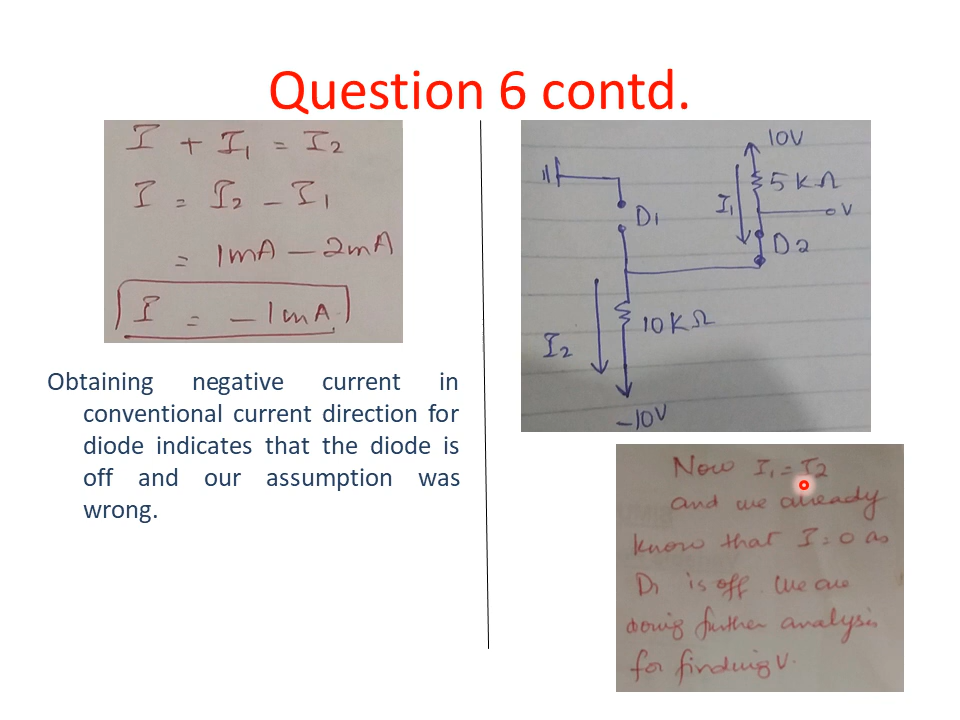 Question 6 contd.
I + I1 = I2
I = I2 - I1
= 1mA - 2mA
I = -1mA
Obtaining negative current in
conventional current direction for
diode indicates that the diode is
off and our assumption was
wrong.
10V
5KΩ
I1
V
D1
D2
10KΩ
I2
-10V
Now I1 = I2
and we already
know that I=0 as
D1 is off. We are
doing further analysis
for finding V.